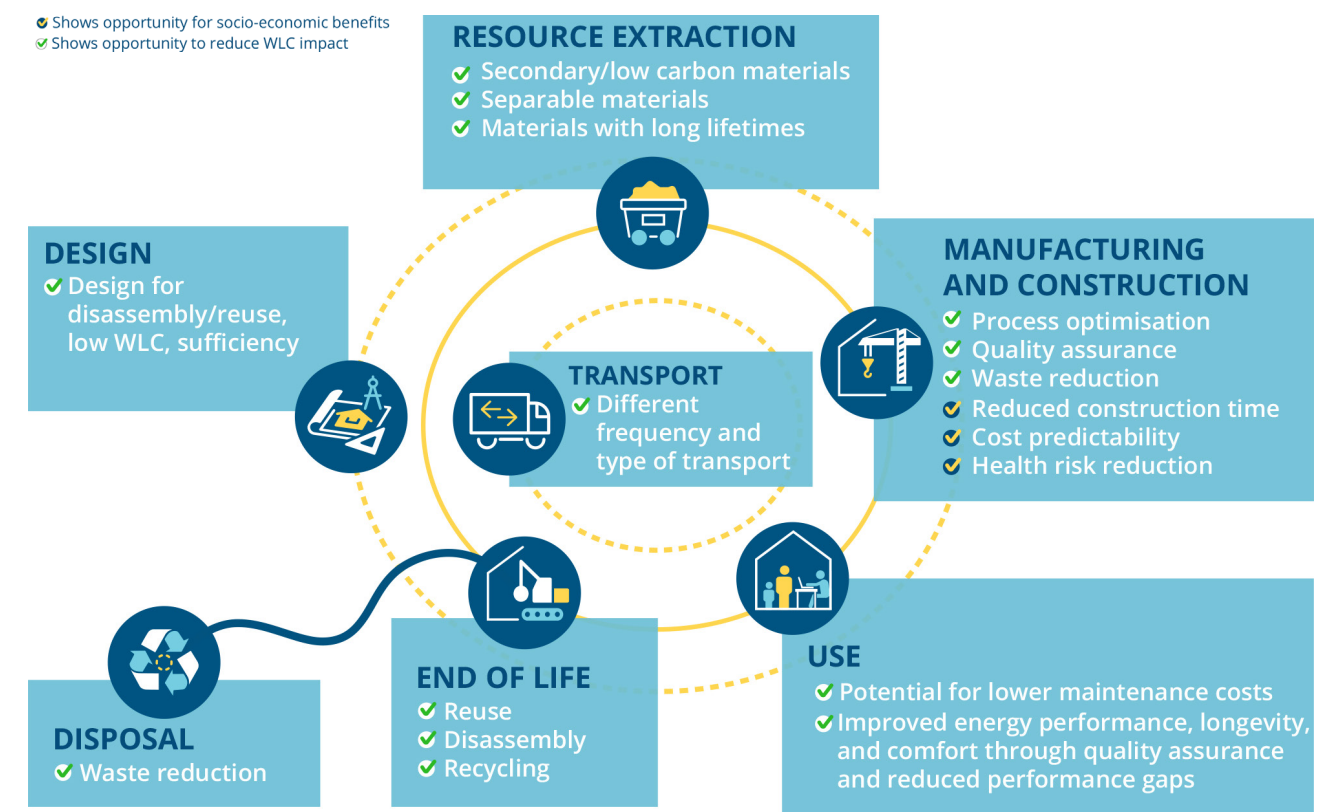 Shows opportunity for socio-economic benefits
Shows opportunity to reduce WLC impact
RESOURCE EXTRACTION
Secondary/low carbon materials
Separable materials
Materials with long lifetimes
DESIGN
Design for
disassembly/reuse,
low WLC, sufficiency
MANUFACTURING
AND CONSTRUCTION
Process optimisation
Quality assurance
Waste reduction
Reduced construction time
Cost predictability
Health risk reduction
TRANSPORT
Different
frequency and
type of transport
USE
Potential for lower maintenance costs
Improved energy performance, longevity,
and comfort through quality assurance
and reduced performance gaps
END OF LIFE
Reuse
Disassembly
Recycling
DISPOSAL
Waste reduction